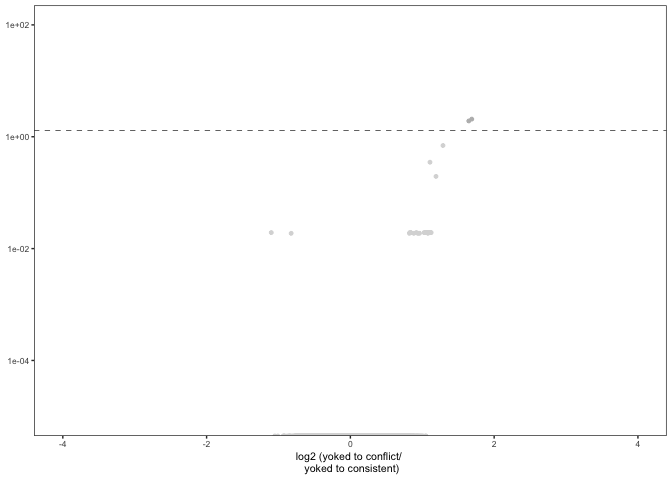 1e+02
1e+00
1e-02
1e-04
-4
-2
0
2
4
log2 (yoked to conflict/
yoked to consistent)